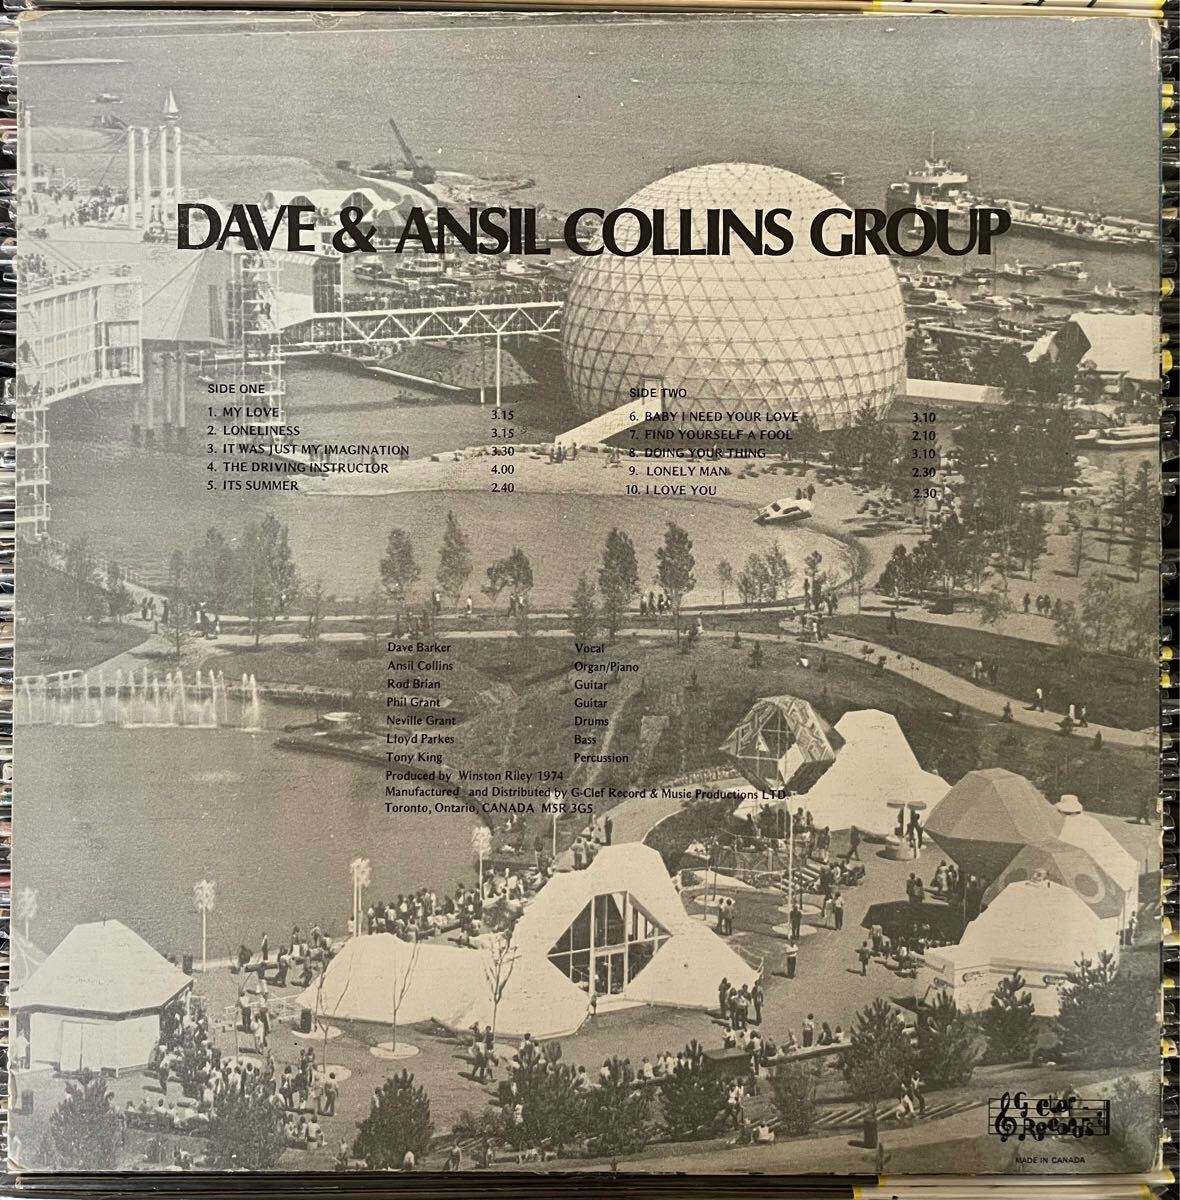 DAVE & ANSIL COLLINS GROUP
SIDE ONE
1. MY LOVE 3.15
2. LONELINESS 3.15
3. IT WAS JUST MY IMAGINATION 3.30
4. THE DRIVING INSTRUCTOR 4.00
5. ITS SUMMER 2.40
SIDE TWO
6. BABY I NEED YOUR LOVE 3.10
7. FIND YOURSELF A FOOL 2.10
8. DOING YOUR THING 3.10
9. LONELY MAN 2.30
10. I LOVE YOU 2.30
Dave Barker Vocal
Ansil Collins Organ/Piano
Rod Brian Guitar
Phil Grant Guitar
Neville Grant Drums
Lloyd Parkes Bass
Tony King Percussion
Produced by Winston Riley 1974
Manufactured and Distributed by G-Clef Record & Music Productions LTD
Toronto, Ontario, CANADA M5R 3G5
G Clef
Records
MADE IN CANADA